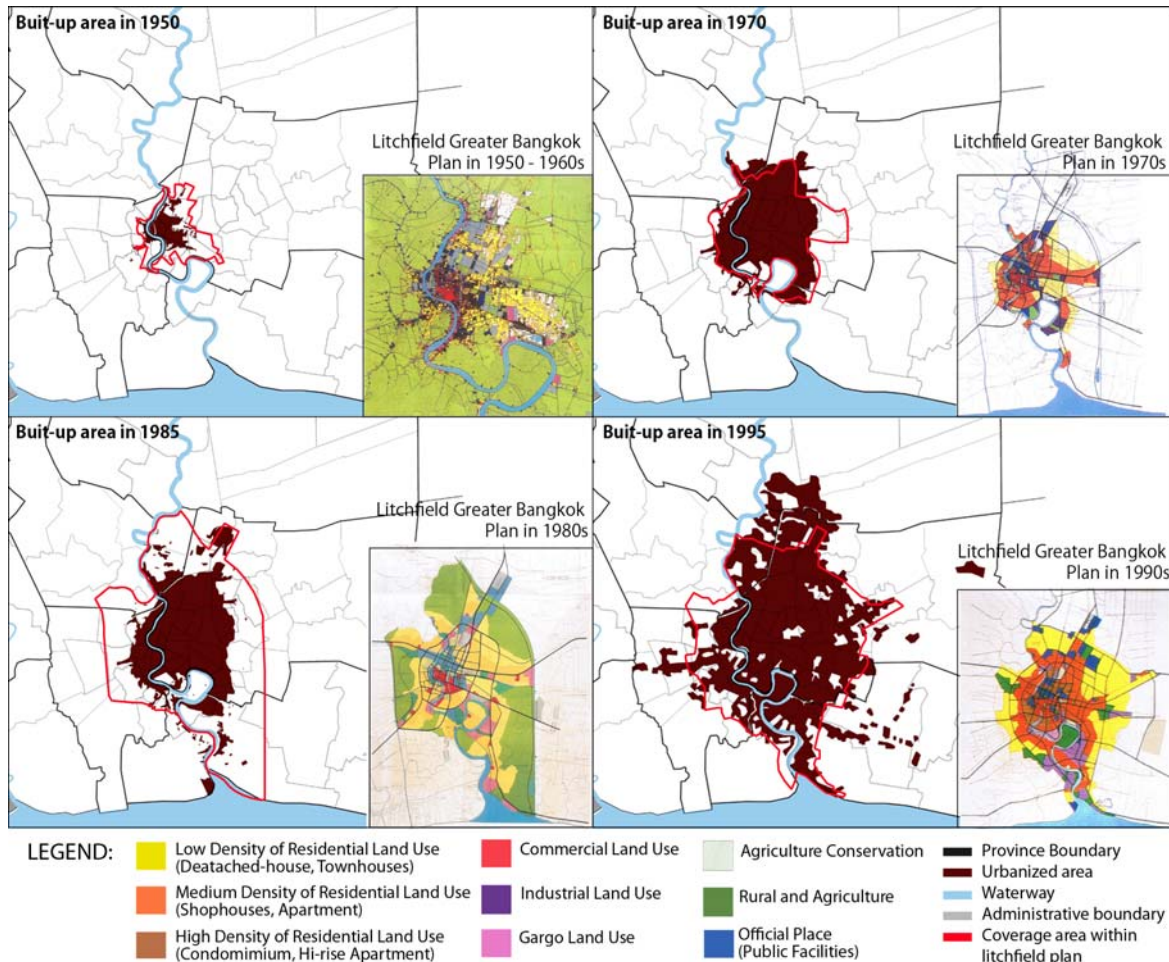 Buit-up area in 1950
Litchfield Greater Bangkok
Plan in 1950 - 1960s
Buit-up area in 1970
Litchfield Greater Bangkok
Plan in 1970s
Buit-up area in 1985
Litchfield Greater Bangkok
Plan in 1980s
Buit-up area in 1995
Litchfield Greater Bangkok
Plan in 1990s
LEGEND:
Low Density of Residential Land Use
(Deatached-house, Townhouses)
Medium Density of Residential Land Use
(Shophouses, Apartment)
High Density of Residential Land Use
(Condomimium, Hi-rise Apartment)
Commercial Land Use
Industrial Land Use
Gargo Land Use
Agriculture Conservation
Rural and Agriculture
Official Place
(Public Facilities)
Province Boundary
Urbanized area
Waterway
Administrative boundary
Coverage area within
litchfield plan